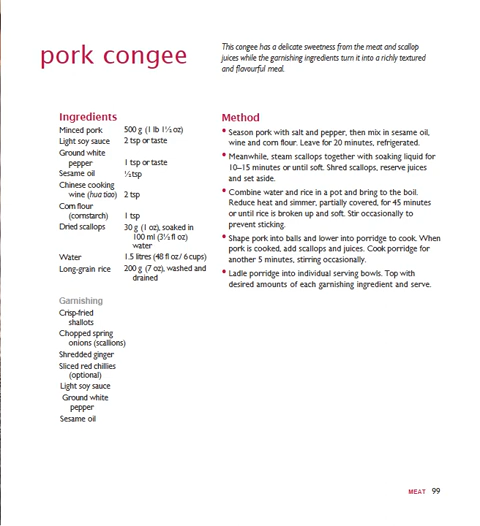 pork congee
This congee has a delicate sweetness from the meat and scallop
juices while the garnishing ingredients turn it into a richly textured
and flavourful meal.
Ingredients
Minced pork 500 g (1 lb 1½ oz)
Light soy sauce 2 tsp or taste
Ground white
pepper 1 tsp or taste
Sesame oil ½ tsp
Chinese cooking
wine (hua tiao) 2 tsp
Corn flour
(cornstarch) 1 tsp
Dried scallops 30 g (1 oz), soaked in
100 ml (3½ fl oz)
water
Water 1.5 litres (48 fl oz/ 6 cups)
Long-grain rice 200 g (7 oz), washed and
drained
Garnishing
Crisp-fried
shallots
Chopped spring
onions (scallions)
Shredded ginger
Sliced red chillies
(optional)
Light soy sauce
Ground white
pepper
Sesame oil
Method
• Season pork with salt and pepper, then mix in sesame oil,
wine and corn flour. Leave for 20 minutes, refrigerated.
• Meanwhile, steam scallops together with soaking liquid for
10–15 minutes or until soft. Shred scallops, reserve juices
and set aside.
• Combine water and rice in a pot and bring to the boil.
Reduce heat and simmer, partially covered, for 45 minutes
or until rice is broken up and soft. Stir occasionally to
prevent sticking.
• Shape pork into balls and lower into porridge to cook. When
pork is cooked, add scallops and juices. Cook porridge for
another 5 minutes, stirring occasionally.
• Ladle porridge into individual serving bowls. Top with
desired amounts of each garnishing ingredient and serve.
MEAT 99